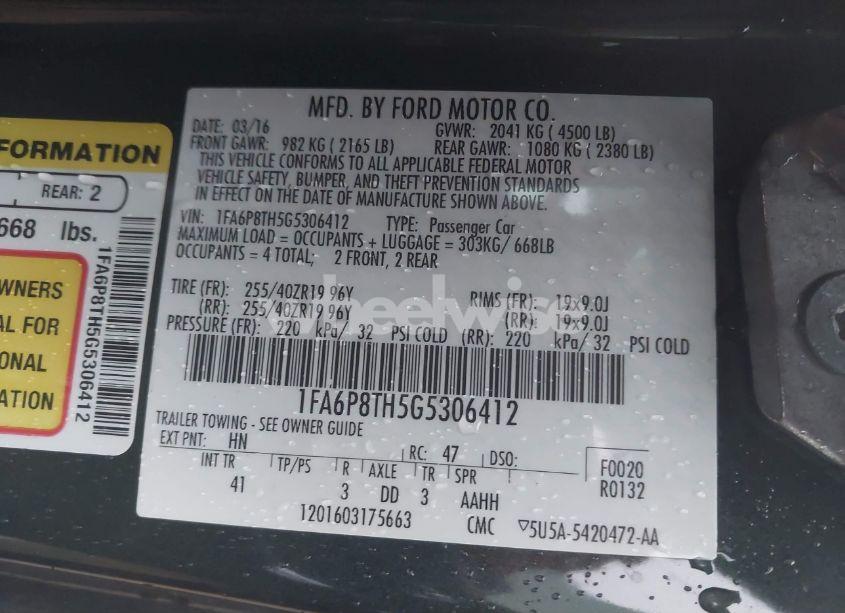 MFD. BY FORD MOTOR CO.
DATE: 03/16 GVWR: 2041 KG ( 4500 LB)
FRONT GAWR: 982 KG ( 2165 LB) REAR GAWR: 1080 KG ( 2380 LB)
THIS VEHICLE CONFORMS TO ALL APPLICABLE FEDERAL MOTOR
VEHICLE SAFETY, BUMPER, AND THEFT PREVENTION STANDARDS
IN EFFECT ON THE DATE OF MANUFACTURE SHOWN ABOVE.
VIN: 1FA6P8TH5G5306412 TYPE: Passenger Car
MAXIMUM LOAD = OCCUPANTS + LUGGAGE = 303KG/ 668LB
OCCUPANTS = 4 TOTAL; 2 FRONT, 2 REAR
TIRE (FR): 255/40ZR19 96Y RIMS (FR): 19x9.0J
(RR): 255/40ZR19 96Y (RR): 19x9.0J
PRESSURE (FR): 220 kPa/ 32 PSI COLD (RR): 220 kPa/ 32 PSI COLD
1FA6P8TH5G5306412
TRAILER TOWING - SEE OWNER GUIDE
EXT PNT: HN RC: 47 DSO: F0020
R0132
INT TR TP/PS R AXLE TR SPR
41 3 DD 3 AAHH
1201603175663 CMC ▽5U5A-5420472-AA
FORMATION
REAR: 2
668 lbs.
1FA6P8TH5G5306412
WNERS
AL FOR
IONAL
ATION
wheelwise